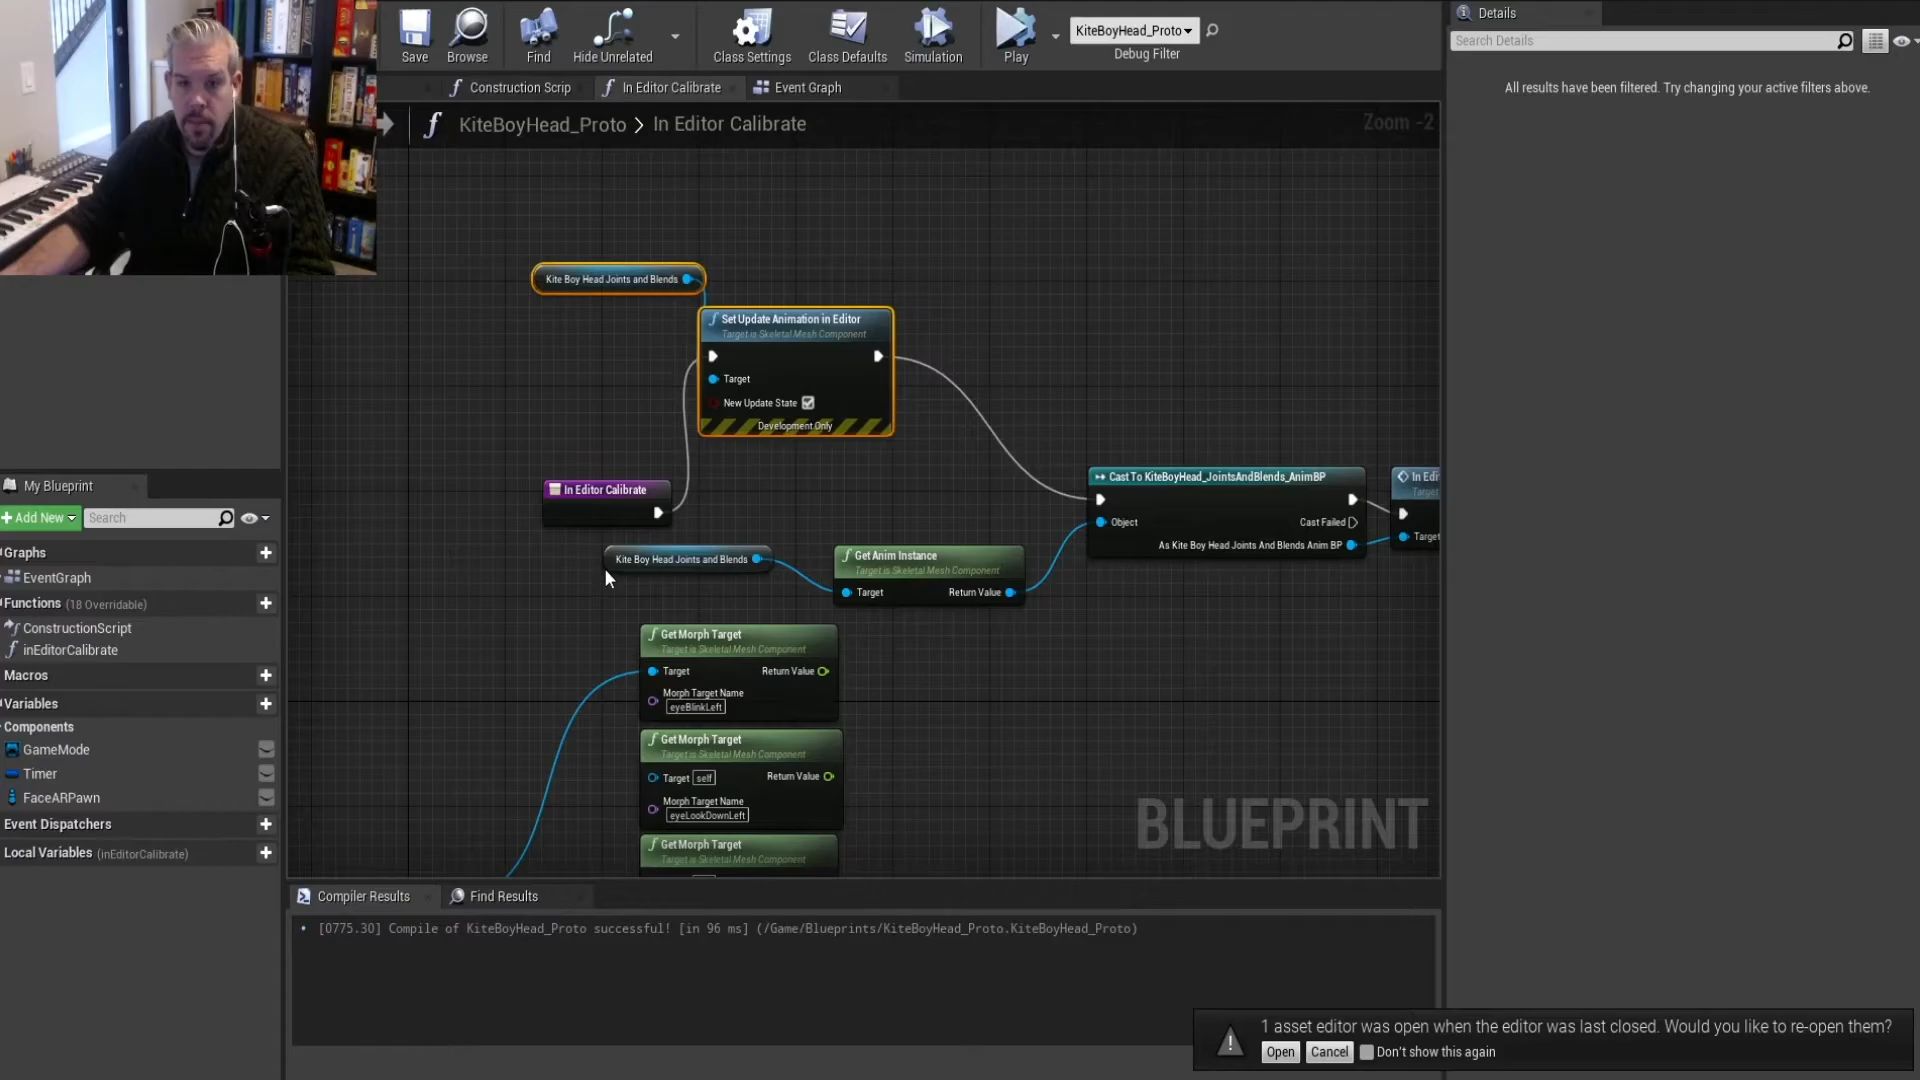 Save
Browse
Find
Hide Unrelated
Class Settings
Class Defaults
Simulation
Play
KiteBoyHead_Proto
Debug Filter
Details
Search Details
All results have been filtered. Try changing your active filters above.
Construction Scrip
In Editor Calibrate
Event Graph
KiteBoyHead_Proto > In Editor Calibrate
Zoom -2
Kite Boy Head Joints and Blends
Set Update Animation in Editor
Target is Skeletal Mesh Component
Target
New Update State
Development Only
In Editor Calibrate
Cast To KiteBoyHead_JointsAndBlends_AnimBP
Object
Cast Failed
As Kite Boy Head Joints And Blends Anim BP
In Edi
Target
Target
Kite Boy Head Joints and Blends
Get Anim Instance
Target is Skeletal Mesh Component
Target
Return Value
Get Morph Target
Target is Skeletal Mesh Component
Target
Return Value
Morph Target Name
eyeBlinkLeft
Get Morph Target
Target is Skeletal Mesh Component
Target self
Return Value
Morph Target Name
eyeLookDownLeft
Get Morph Target
Target is Skeletal Mesh Component
BLUEPRINT
My Blueprint
+Add New
Search
Graphs
EventGraph
Functions (18 Overridable)
ConstructionScript
inEditorCalibrate
Macros
Variables
Components
GameMode
Timer
FaceARPawn
Event Dispatchers
Local Variables (inEditorCalibrate)
Compiler Results
Find Results
[0775.30] Compile of KiteBoyHead_Proto successful! [in 96 ms] (/Game/Blueprints/KiteBoyHead_Proto.KiteBoyHead_Proto)
1 asset editor was open when the editor was last closed. Would you like to re-open them?
Open
Cancel
Don't show this again